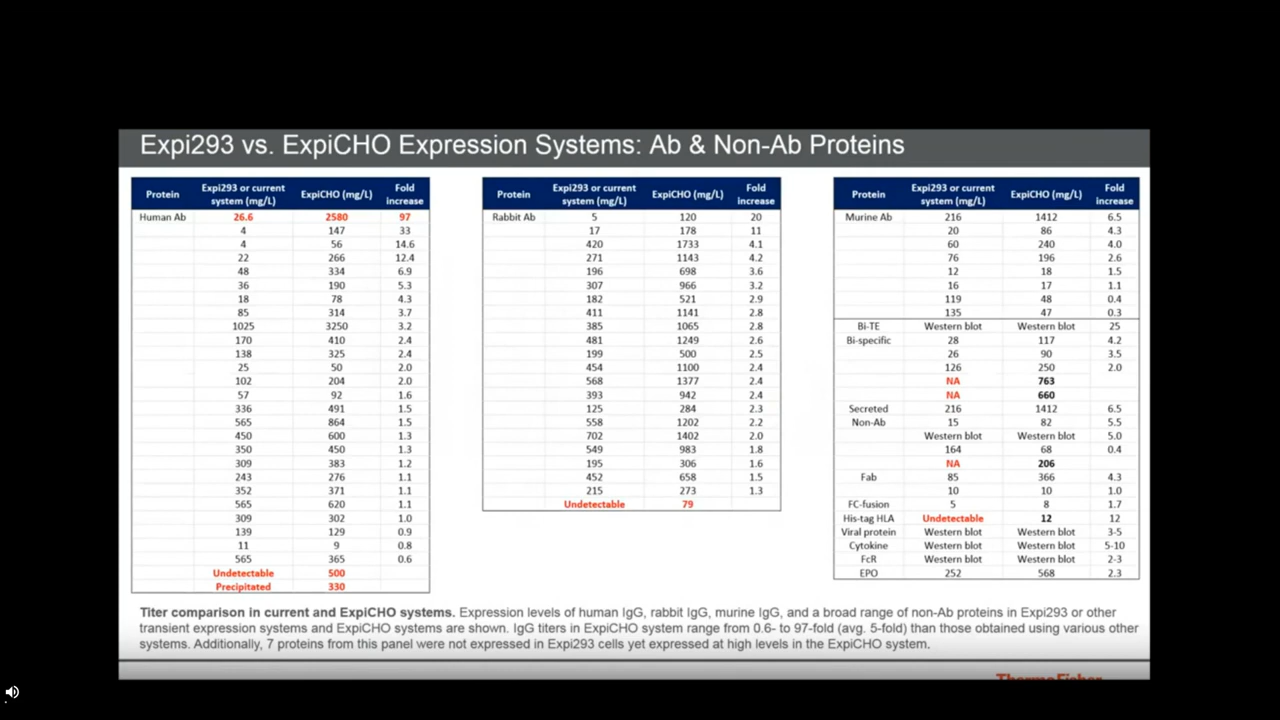 Expi293 vs. ExpiCHO Expression Systems: Ab & Non-Ab Proteins
Protein Expi293 or current system (mg/L) ExpiCHO (mg/L) Fold increase
Human Ab 26.6 2580 97
4 147 33
4 56 14.6
22 266 12.4
48 334 6.9
36 190 5.3
18 78 4.3
85 314 3.7
1025 3250 3.2
170 410 2.4
138 325 2.4
25 50 2.0
102 204 2.0
57 92 1.6
336 491 1.5
565 864 1.5
450 600 1.3
350 450 1.3
309 383 1.2
243 276 1.1
352 371 1.1
565 620 1.1
309 302 1.0
139 129 0.9
11 9 0.8
565 365 0.6
Undetectable 500
Precipitated 330
Protein Expi293 or current system (mg/L) ExpiCHO (mg/L) Fold increase
Rabbit Ab 5 120 20
17 178 11
420 1733 4.1
271 1143 4.2
196 698 3.6
307 966 3.2
182 521 2.9
411 1141 2.8
385 1065 2.8
481 1249 2.6
199 500 2.5
454 1100 2.4
568 1377 2.4
393 942 2.4
125 284 2.3
558 1202 2.2
702 1402 2.0
549 983 1.8
195 306 1.6
452 658 1.5
215 273 1.3
Undetectable 79
Protein Expi293 or current system (mg/L) ExpiCHO (mg/L) Fold increase
Murine Ab 216 1412 6.5
20 86 4.3
60 240 4.0
76 196 2.6
12 18 1.5
16 17 1.1
119 48 0.4
135 47 0.3
Bi-TE Western blot Western blot 25
Bi-specific 28 117 4.2
26 90 3.5
126 250 2.0
NA 763
NA 660
Secreted 216 1412 6.5
Non-Ab 15 82 5.5
Western blot Western blot 5.0
164 68 0.4
NA 206
Fab 85 366 4.3
10 10 1.0
FC-fusion 5 8 1.7
His-tag HLA Undetectable 12 12
Viral protein Western blot Western blot 3-5
Cytokine Western blot Western blot 5-10
FcR Western blot Western blot 2-3
EPO 252 568 2.3
Titer comparison in current and ExpiCHO systems. Expression levels of human IgG, rabbit IgG, murine IgG, and a broad range of non-Ab proteins in Expi293 or other
transient expression systems and ExpiCHO systems are shown. IgG titers in ExpiCHO system range from 0.6- to 97-fold (avg. 5-fold) than those obtained using various other
systems. Additionally, 7 proteins from this panel were not expressed in Expi293 cells yet expressed at high levels in the ExpiCHO system.
ThermoFisher